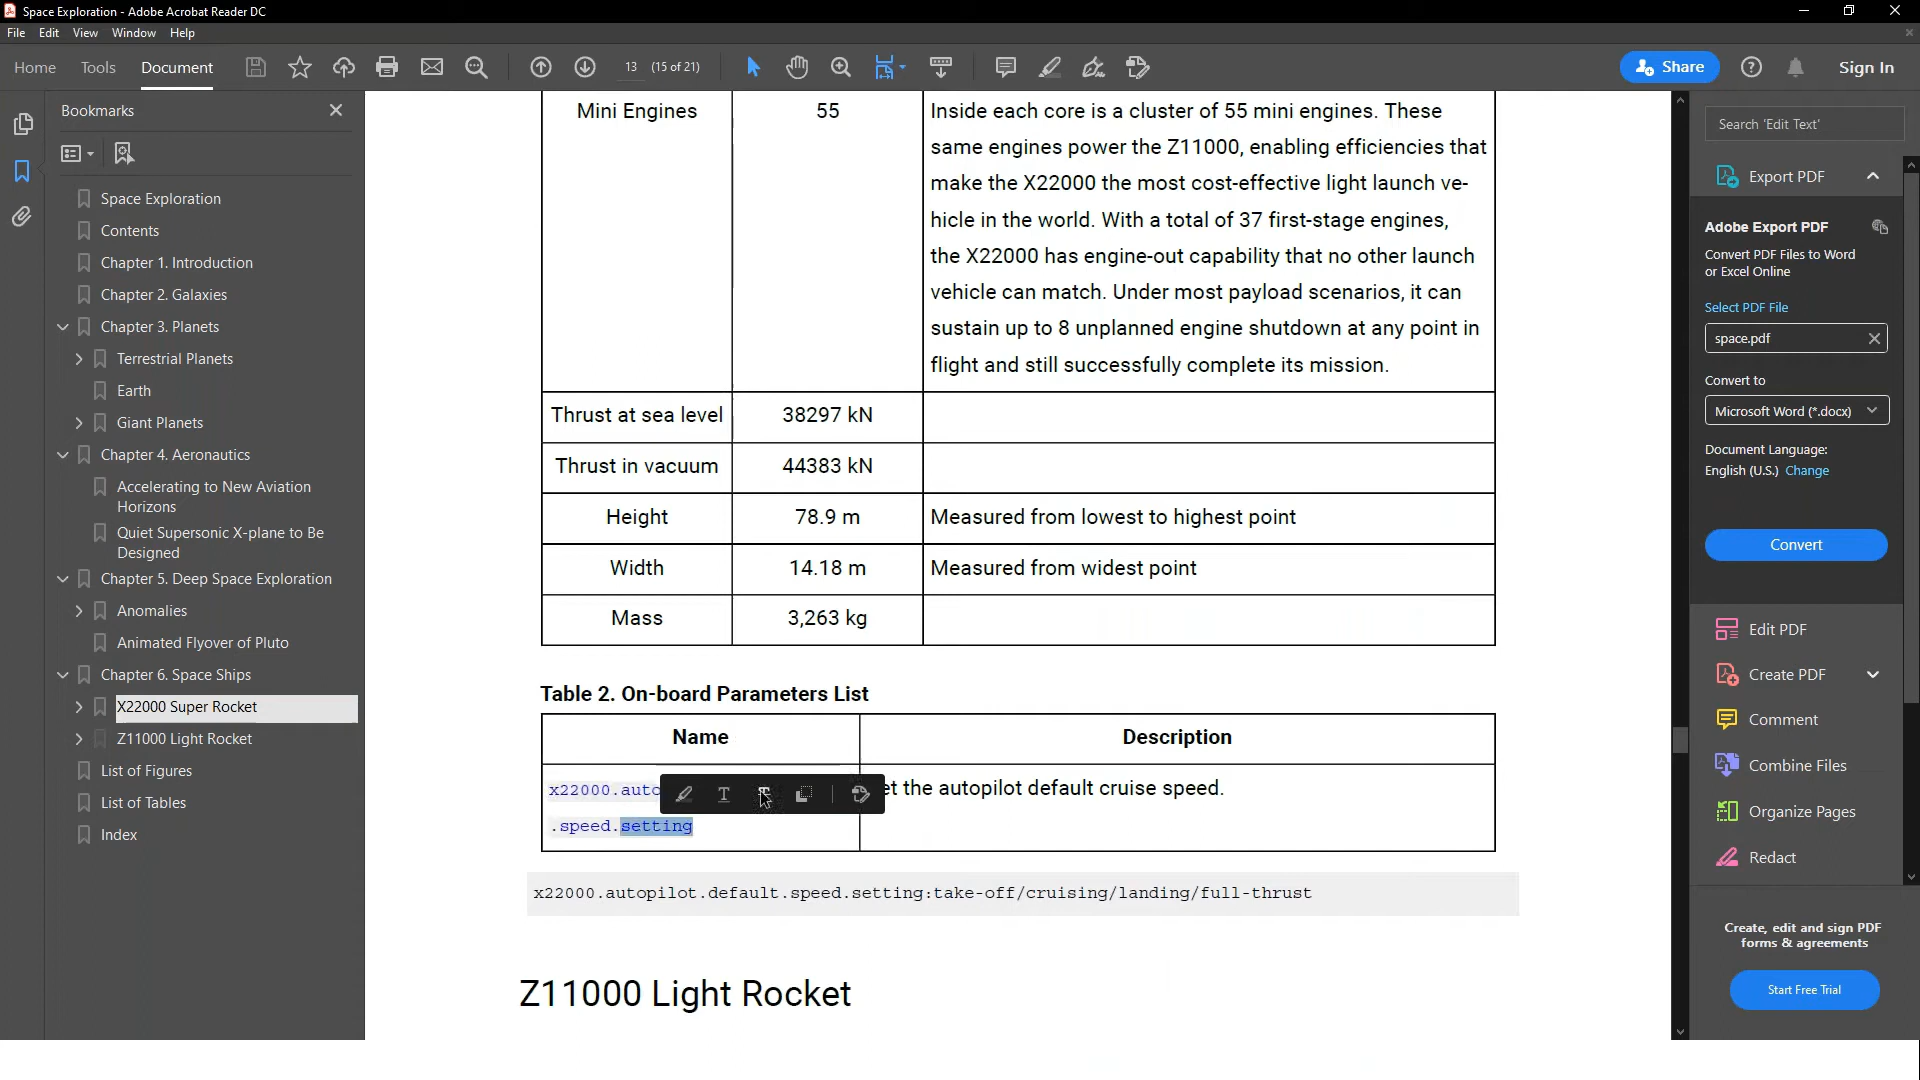 Space Exploration - Adobe Acrobat Reader DC
File Edit View Window Help
Home Tools Document 13 (15 of 21) Share Sign In
Bookmarks
Space Exploration
Contents
Chapter 1. Introduction
Chapter 2. Galaxies
Chapter 3. Planets
Terrestrial Planets
Earth
Giant Planets
Chapter 4. Aeronautics
Accelerating to New Aviation
Horizons
Quiet Supersonic X-plane to Be
Designed
Chapter 5. Deep Space Exploration
Anomalies
Animated Flyover of Pluto
Chapter 6. Space Ships
X22000 Super Rocket
Z11000 Light Rocket
List of Figures
List of Tables
Index
Mini Engines 55 Inside each core is a cluster of 55 mini engines. These
same engines power the Z11000, enabling efficiencies that
make the X22000 the most cost-effective light launch ve-
hicle in the world. With a total of 37 first-stage engines,
the X22000 has engine-out capability that no other launch
vehicle can match. Under most payload scenarios, it can
sustain up to 8 unplanned engine shutdown at any point in
flight and still successfully complete its mission.
Thrust at sea level 38297 kN
Thrust in vacuum 44383 kN
Height 78.9 m Measured from lowest to highest point
Width 14.18 m Measured from widest point
Mass 3,263 kg
Table 2. On-board Parameters List
Name Description
x22000.auto et the autopilot default cruise speed.
.speed.setting
x22000.autopilot.default.speed.setting:take-off/cruising/landing/full-thrust
Z11000 Light Rocket
Search 'Edit Text'
Export PDF
Adobe Export PDF
Convert PDF Files to Word
or Excel Online
Select PDF File
space.pdf
Convert to
Microsoft Word (*.docx)
Document Language:
English (U.S.) Change
Convert
Edit PDF
Create PDF
Comment
Combine Files
Organize Pages
Redact
Create, edit and sign PDF
forms & agreements
Start Free Trial